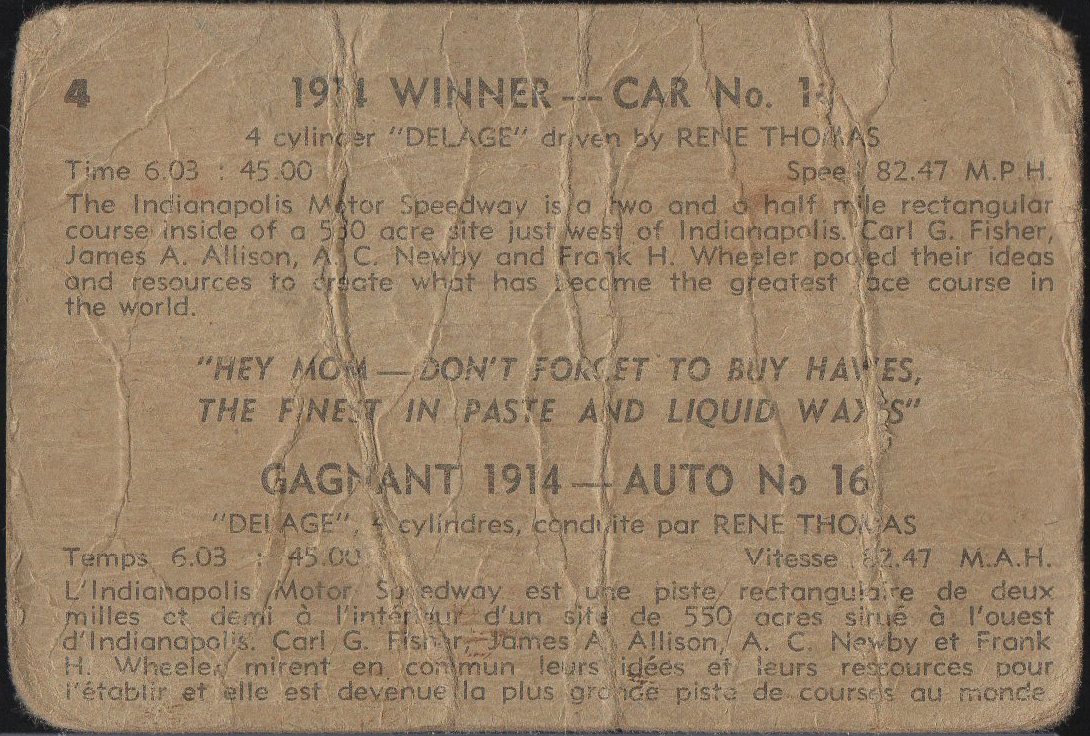 4
1914 WINNER — CAR No. 16
4 cylinder "DELAGE" driven by RENE THOMAS
Time 6.03 : 45.00 Speed 82.47 M.P.H.
The Indianapolis Motor Speedway is a two and a half mile rectangular
course inside of a 550 acre site just west of Indianapolis. Carl G. Fisher,
James A. Allison, A. C. Newby and Frank H. Wheeler pooled their ideas
and resources to create what has become the greatest race course in
the world.
"HEY MOM — DON'T FORGET TO BUY HAWES,
THE FINEST IN PASTE AND LIQUID WAXES"
GAGNANT 1914 — AUTO No 16
"DELAGE", 4 cylindres, conduite par RENE THOMAS
Temps 6.03 : 45.00 Vitesse 82.47 M.A.H.
L'Indianapolis Motor Speedway est une piste rectangulaire de deux
milles et demi à l'intérieur d'un site de 550 acres situé à l'ouest
d'Indianapolis. Carl G. Fisher, James A. Allison, A. C. Newby et Frank
H. Wheeler mirent en commun leurs idées et leurs ressources pour
l'établir et elle est devenue la plus grande piste de courses au monde.